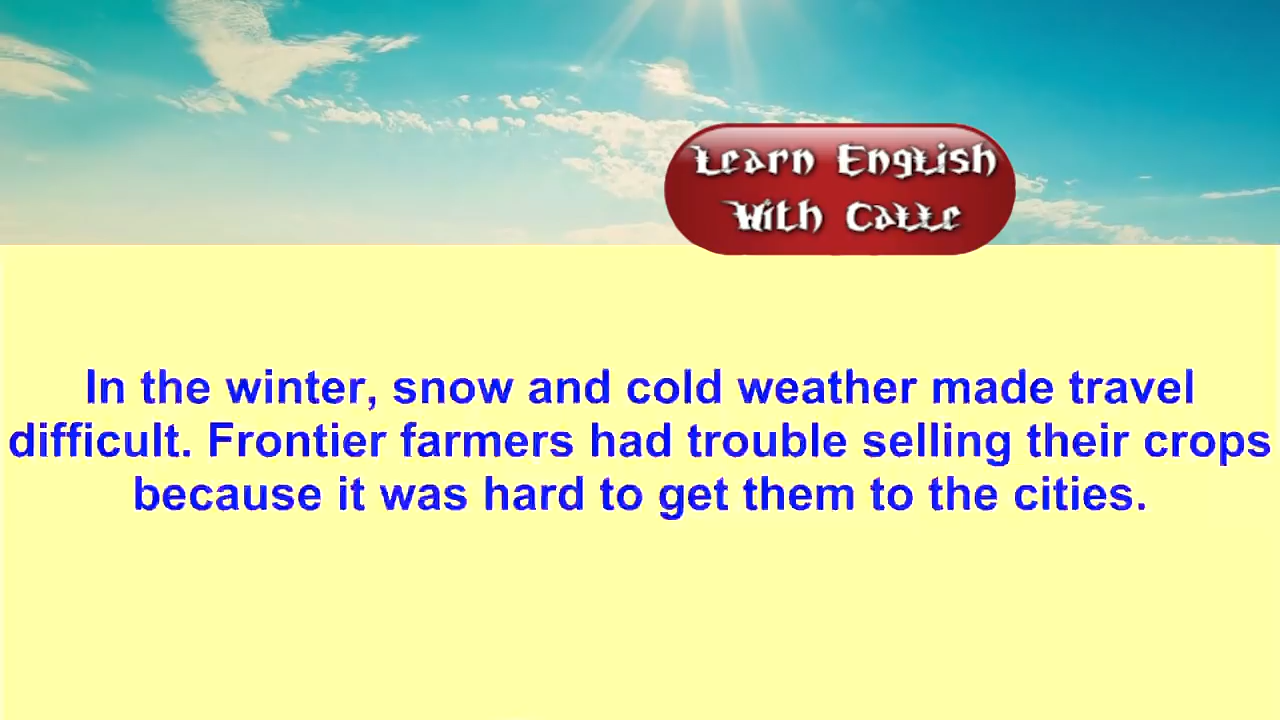 Learn English
With Catte
In the winter, snow and cold weather made travel
difficult. Frontier farmers had trouble selling their crops
because it was hard to get them to the cities.